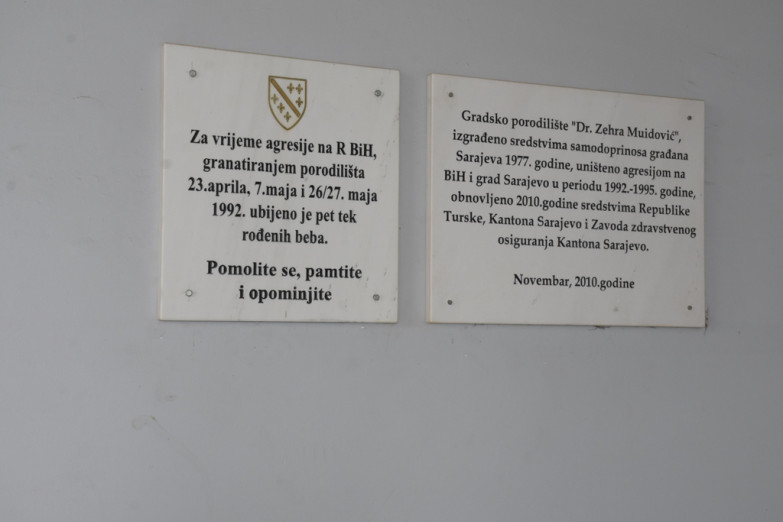 Za vrijeme agresije na R BiH,
granatiranjem porodilišta
23.aprila, 7.maja i 26/27. maja
1992. ubijeno je pet tek
rođenih beba.
Pomolite se, pamtite
i opominjite
Gradsko porodilište "Dr. Zehra Muidović",
izgrađeno sredstvima samodoprinosa građana
Sarajeva 1977. godine, uništeno agresijom na
BiH i grad Sarajevo u periodu 1992.-1995. godine,
obnovljeno 2010.godine sredstvima Republike
Turske, Kantona Sarajevo i Zavoda zdravstvenog
osiguranja Kantona Sarajevo.
Novembar, 2010.godine